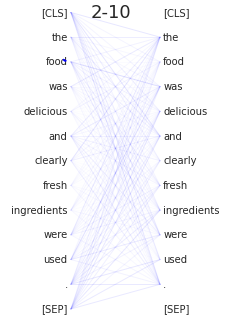 2-10
[CLS] [CLS]
the the
food food
was was
delicious delicious
and and
clearly clearly
fresh fresh
ingredients ingredients
were were
used used
. .
[SEP] [SEP]